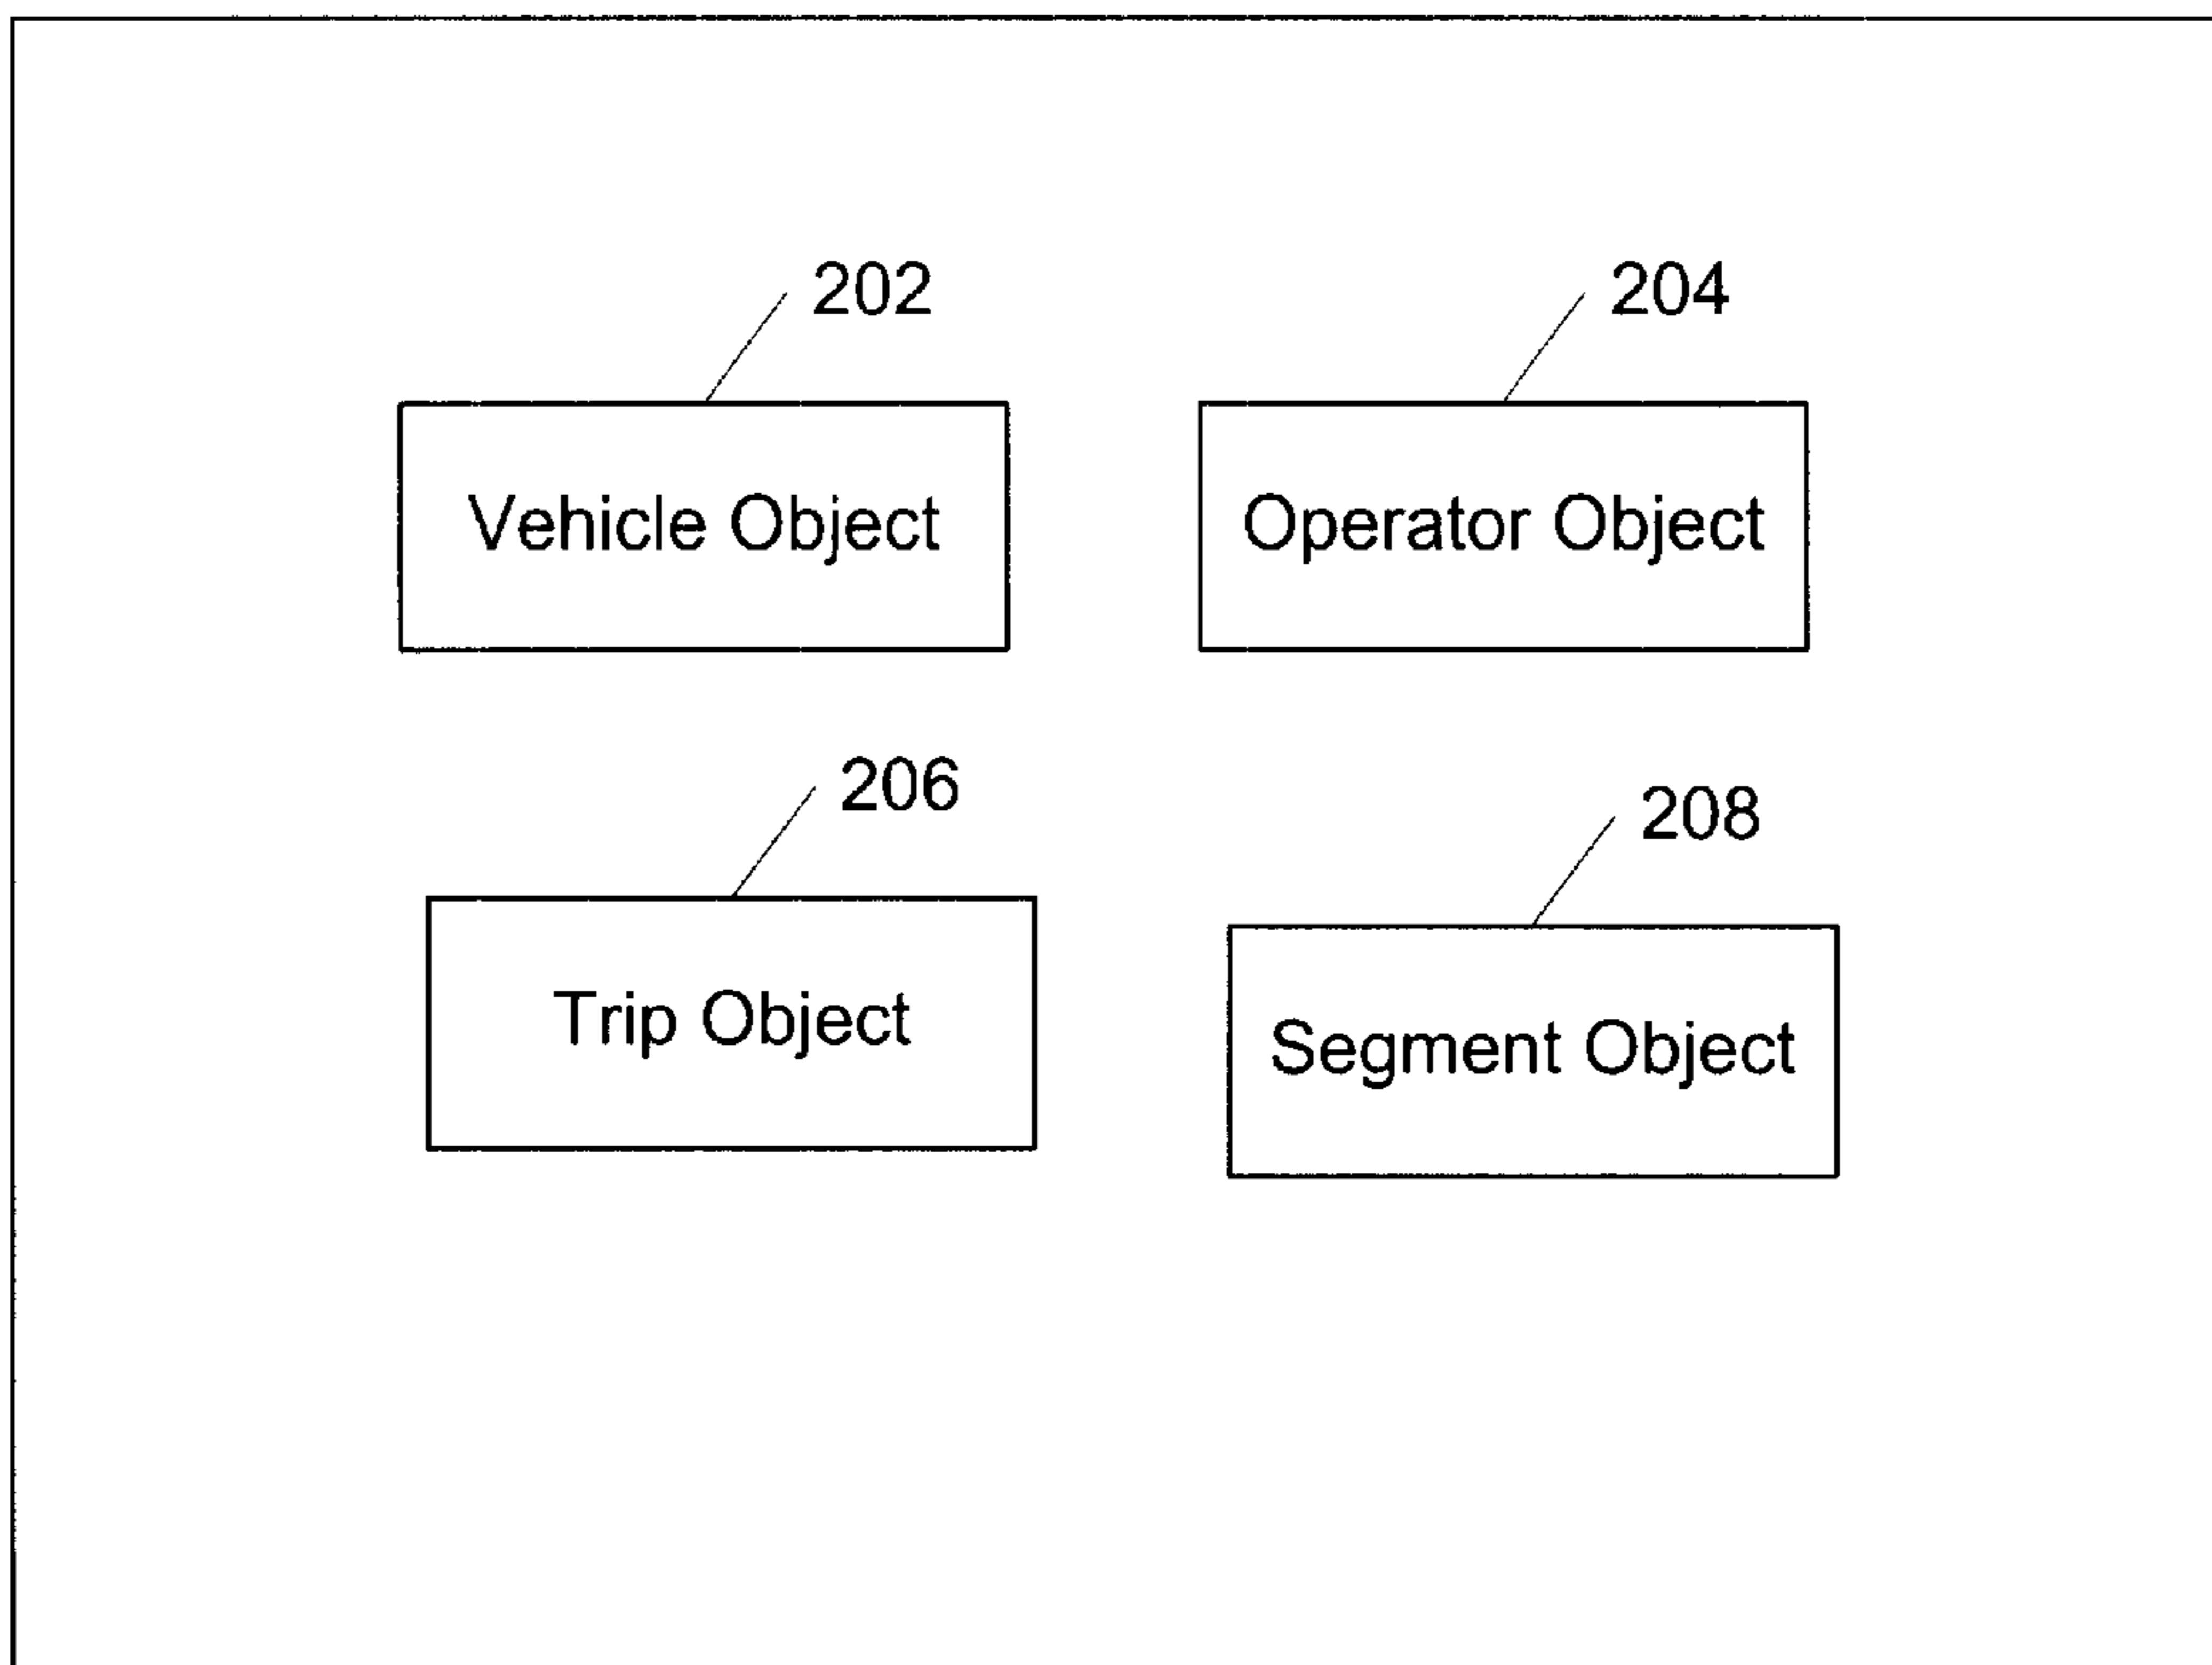 202
204
Vehicle Object
Operator Object
206
208
Trip Object
Segment Object